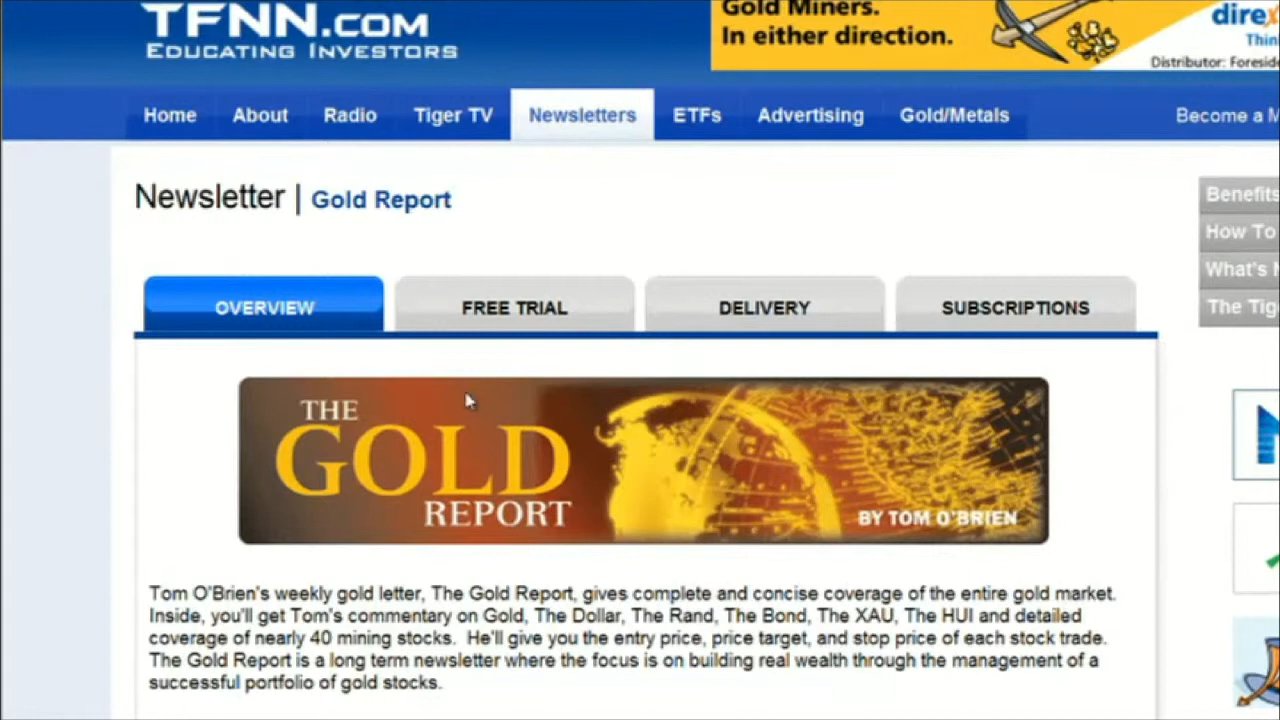 TFNN.COM
EDUCATING INVESTORS
Gold Miners.
In either direction.
Thin
Distributor: Foreside
Home About Radio Tiger TV Newsletters ETFs Advertising Gold/Metals Become a M
Newsletter | Gold Report
Benefits
How To
What's
The Tig
OVERVIEW FREE TRIAL DELIVERY SUBSCRIPTIONS
THE
GOLD
REPORT
BY TOM O'BRIEN
Tom O'Brien's weekly gold letter, The Gold Report, gives complete and concise coverage of the entire gold market.
Inside, you'll get Tom's commentary on Gold, The Dollar, The Rand, The Bond, The XAU, The HUI and detailed
coverage of nearly 40 mining stocks. He'll give you the entry price, price target, and stop price of each stock trade.
The Gold Report is a long term newsletter where the focus is on building real wealth through the management of a
successful portfolio of gold stocks.